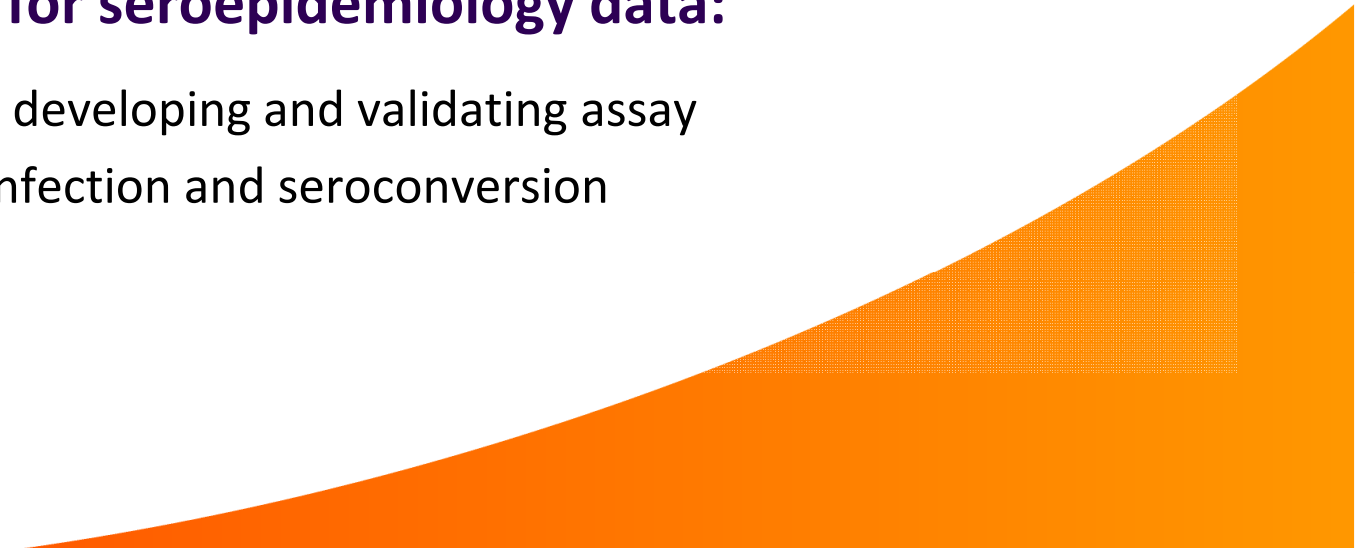 for seroepidemiology data:
developing and validating assay
nfection and seroconversion